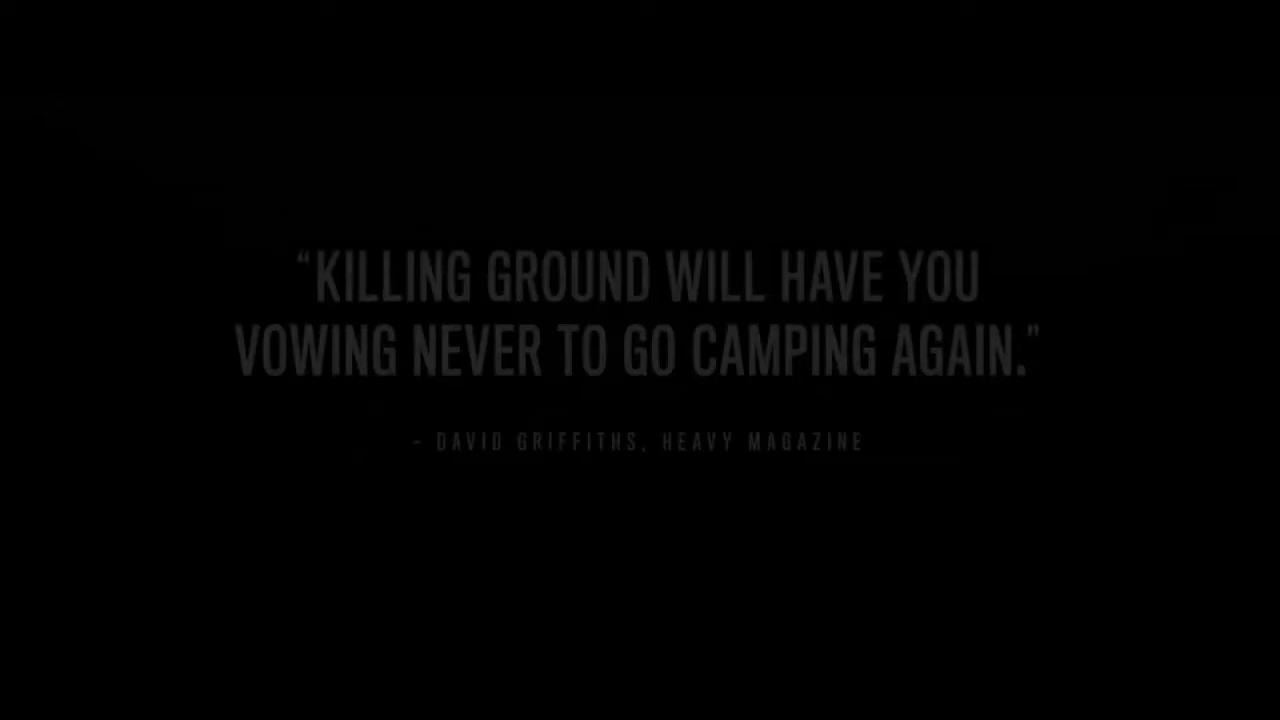 “KILLING GROUND WILL HAVE YOU
VOWING NEVER TO GO CAMPING AGAIN.”
- DAVID GRIFFITHS, HEAVY MAGAZINE